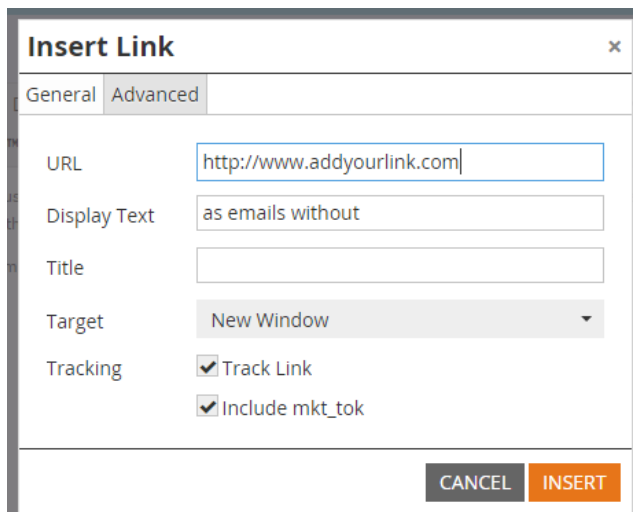 Insert Link ×
General Advanced
URL http://www.addyourlink.com
Display Text as emails without
Title
Target New Window
Tracking Track Link
Include mkt_tok
CANCEL INSERT